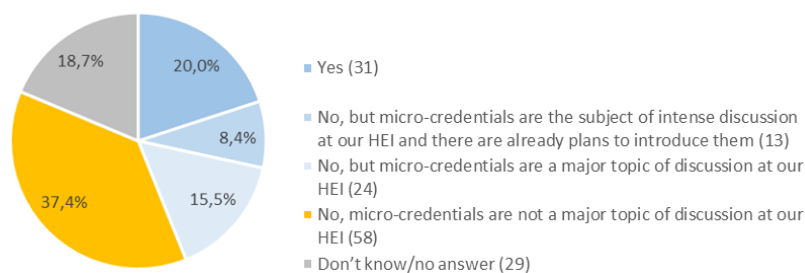 18,7%
20,0%
8,4%
15,5%
37,4%
Yes (31)
No, but micro-credentials are the subject of intense discussion
at our HEI and there are already plans to introduce them (13)
No, but micro-credentials are a major topic of discussion at our
HEI (24)
No, micro-credentials are not a major topic of discussion at our
HEI (58)
Don't know/no answer (29)